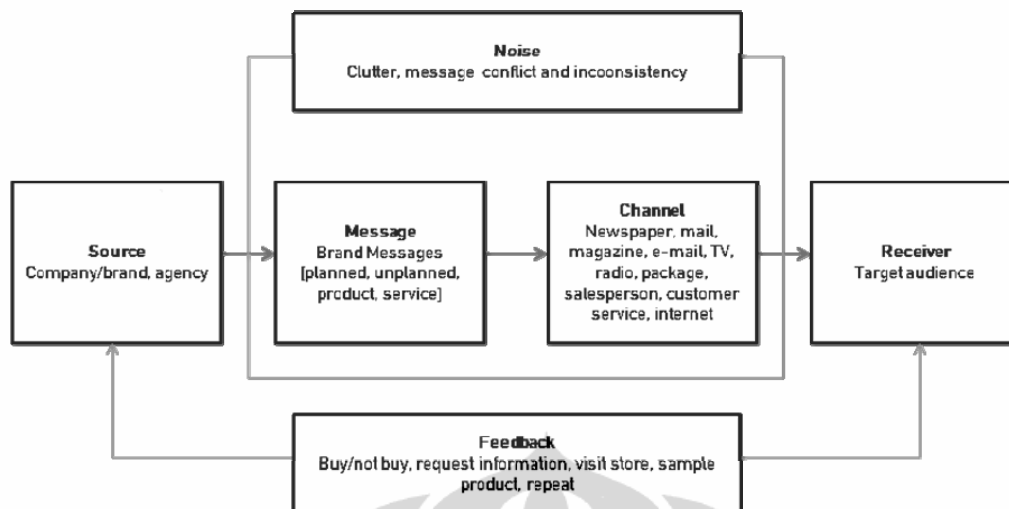 Noise
Clutter, message conflict and incoonsistency
Source
Company/brand, agency
Message
Brand Messages
[planned, unplanned,
product, service]
Channel
Newspaper, mail,
magazine, e-mail, TV,
radio, package,
salesperson, customer
service, internet
Receiver
Target audience
Feedback
Buy/not buy, request information, visit store, sample
product, repeat